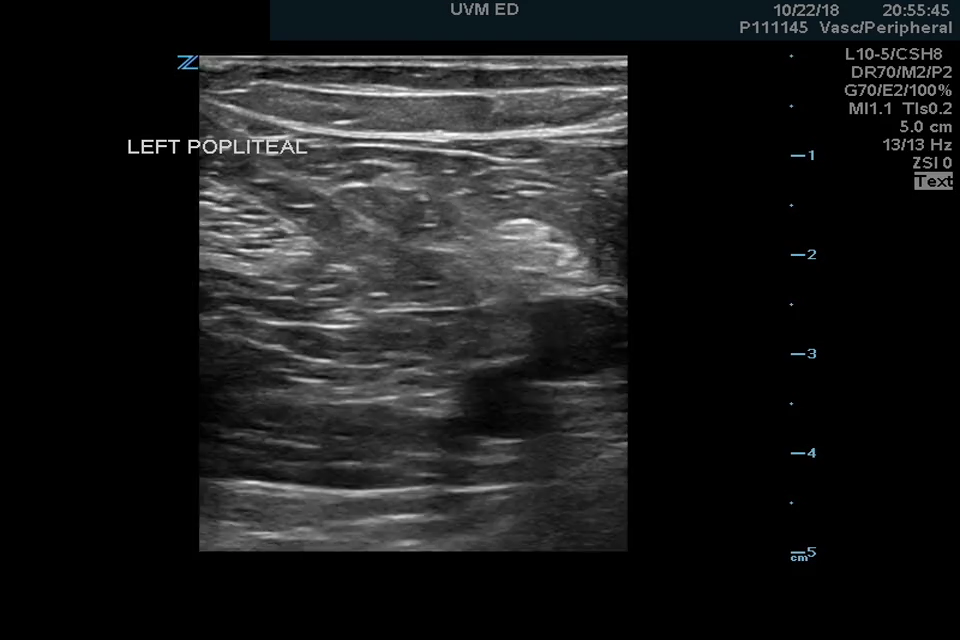 UVM ED
10/22/18 20:55:45
P111145 Vasc/Peripheral
L10-5/CSH8
DR70/M2/P2
G70/E2/100%
MI1.1 TIs0.2
5.0 cm
13/13 Hz
ZSI 0
Text
Z
LEFT POPLITEAL
1
2
3
4
5
cm